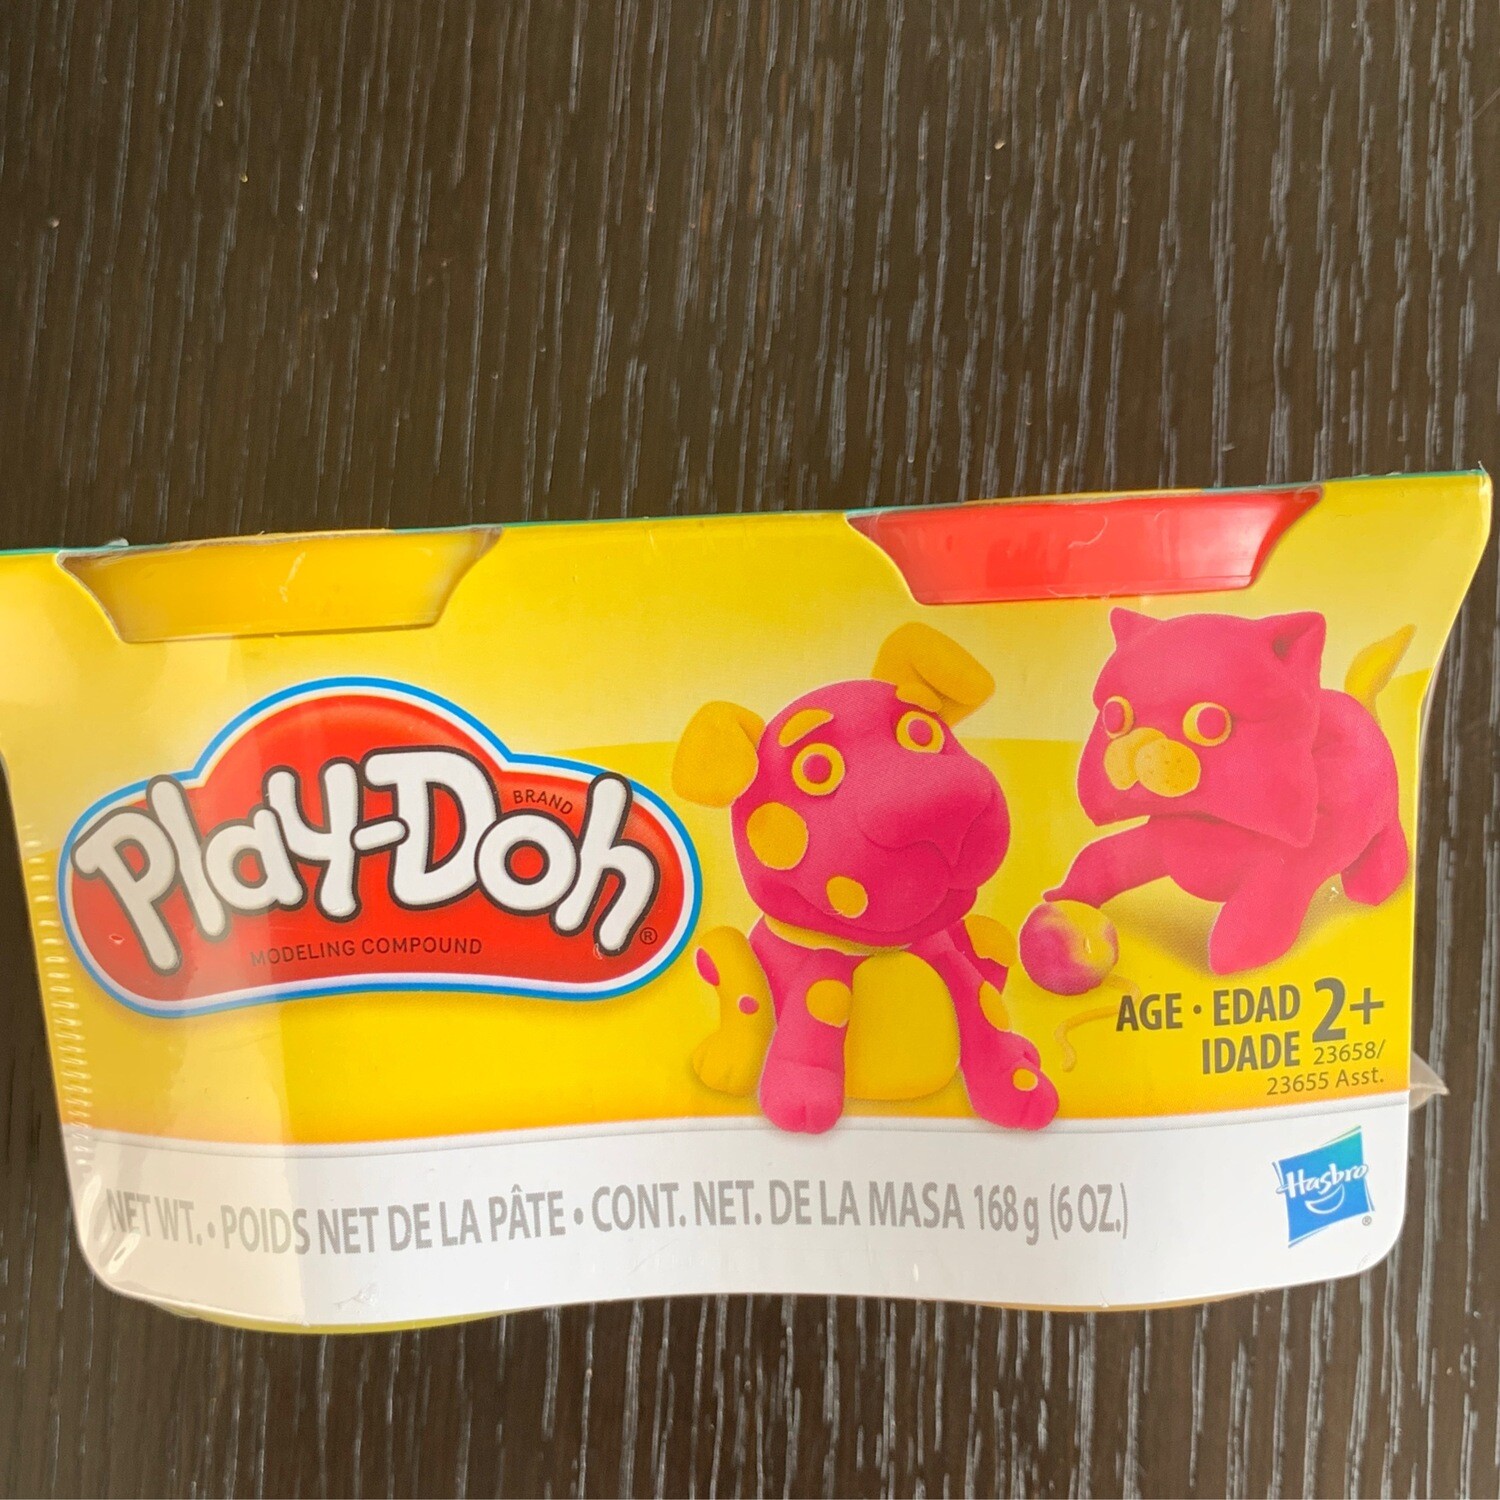 Play-Doh
BRAND
®
MODELING COMPOUND
AGE • EDAD 2+
IDADE 23658/
23655 Asst.
NET WT. • POIDS NET DE LA PÂTE • CONT. NET. DE LA MASA 168 g (6 OZ.)
Hasbro
®